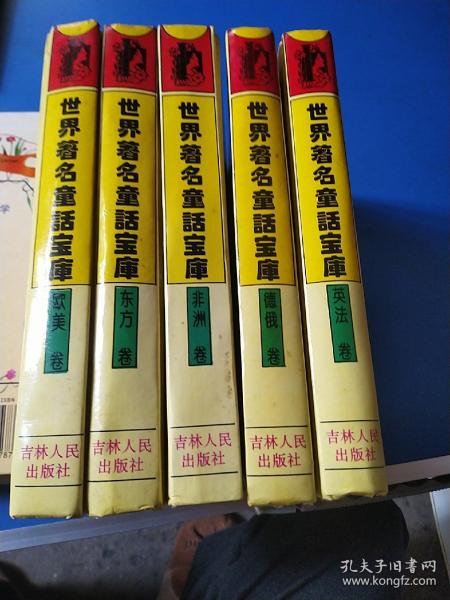 世界著名童話宝庫
欧美 卷
吉林人民
出版社
世界著名童話宝庫
东方 卷
吉林人民
出版社
世界著名童話宝庫
非洲 卷
吉林人民
出版社
世界著名童話宝庫
德俄 卷
吉林人民
出版社
世界著名童話宝庫
英法 卷
吉林人民
出版社
学
孔夫子旧书网
www.kongfz.com